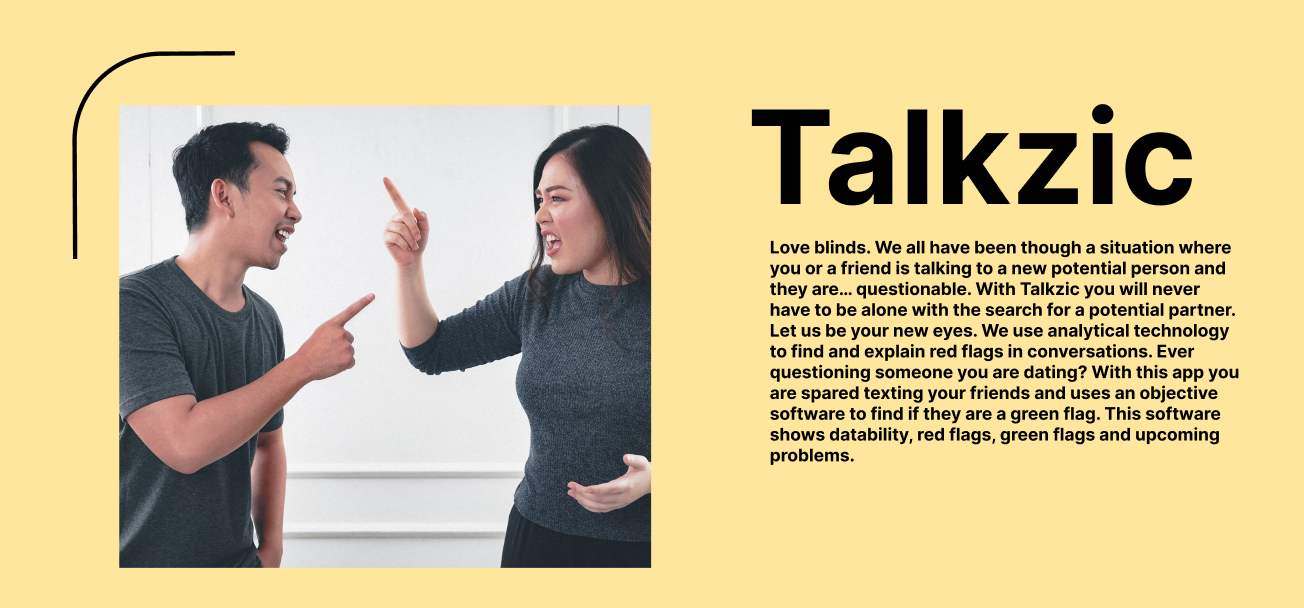 Talkzic
Love blinds. We all have been though a situation where
you or a friend is talking to a new potential person and
they are... questionable. With Talkzic you will never
have to be alone with the search for a potential partner.
Let us be your new eyes. We use analytical technology
to find and explain red flags in conversations. Ever
questioning someone you are dating? With this app you
are spared texting your friends and uses an objective
software to find if they are a green flag. This software
shows datability, red flags, green flags and upcoming
problems.